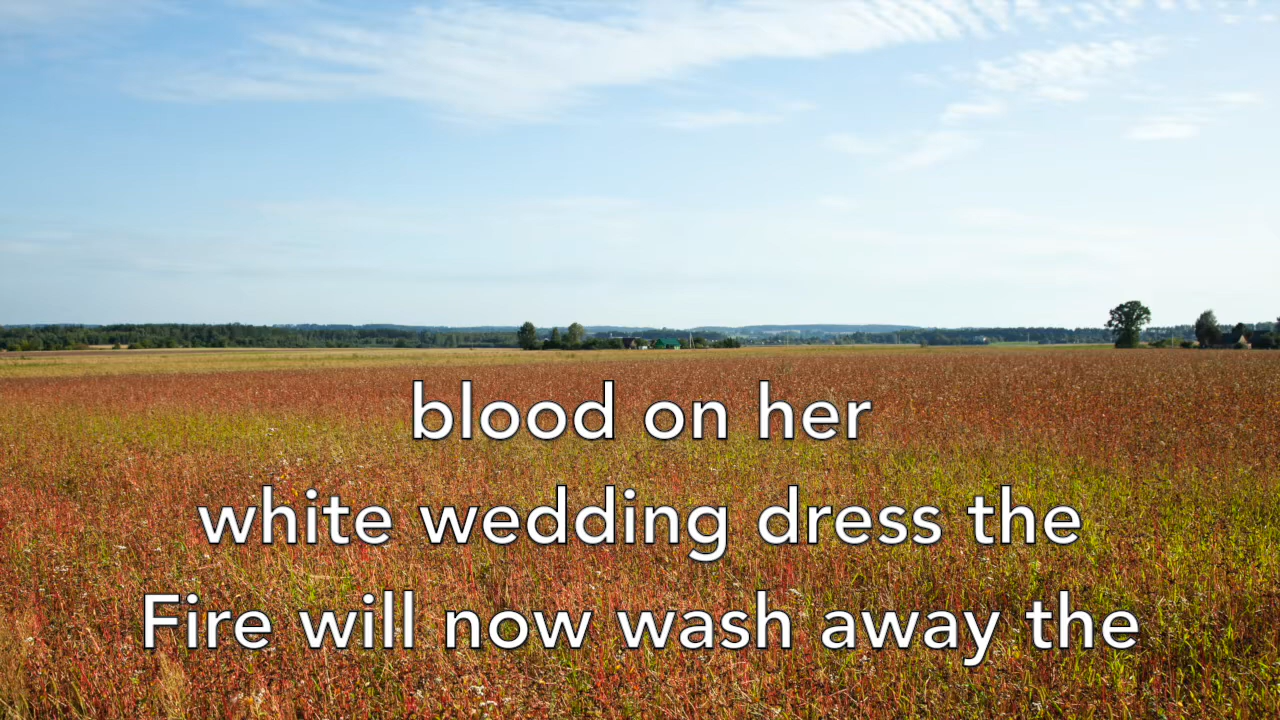 blood on her
white wedding dress the
Fire will now wash away the